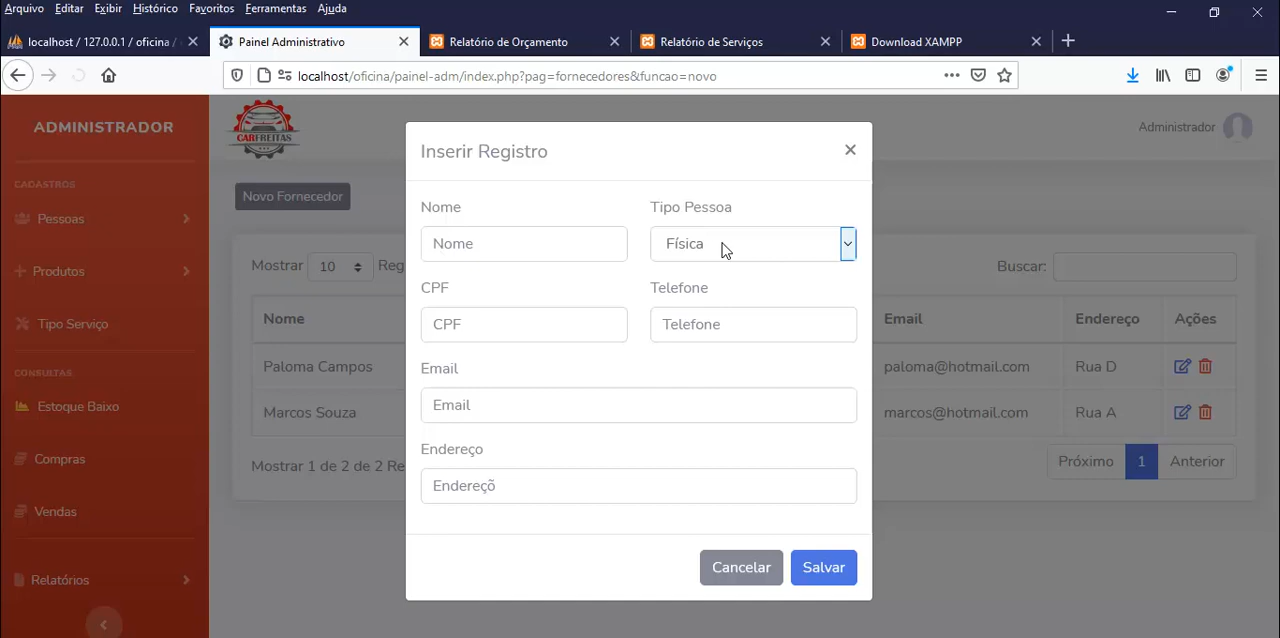 Arquivo Editar Exibir Histórico Favoritos Ferramentas Ajuda
localhost / 127.0.0.1 / oficina /
Painel Administrativo
Relatório de Orçamento
Relatório de Serviços
Download XAMPP
localhost/oficina/painel-adm/index.php?pag=fornecedores&funcao=novo
ADMINISTRADOR
CARFREITAS
Administrador
CADASTROS
Pessoas
Produtos
Tipo Serviço
CONSULTAS
Estoque Baixo
Compras
Vendas
Relatórios
Novo Fornecedor
Mostrar 10 Reg
Buscar:
Nome Email Endereço Ações
Paloma Campos paloma@hotmail.com Rua D
Marcos Souza marcos@hotmail.com Rua A
Mostrar 1 de 2 de 2 Re
Próximo 1 Anterior
Inserir Registro
Nome Tipo Pessoa
Nome Física
CPF Telefone
CPF Telefone
Email
Email
Endereço
Endereçõ
Cancelar Salvar